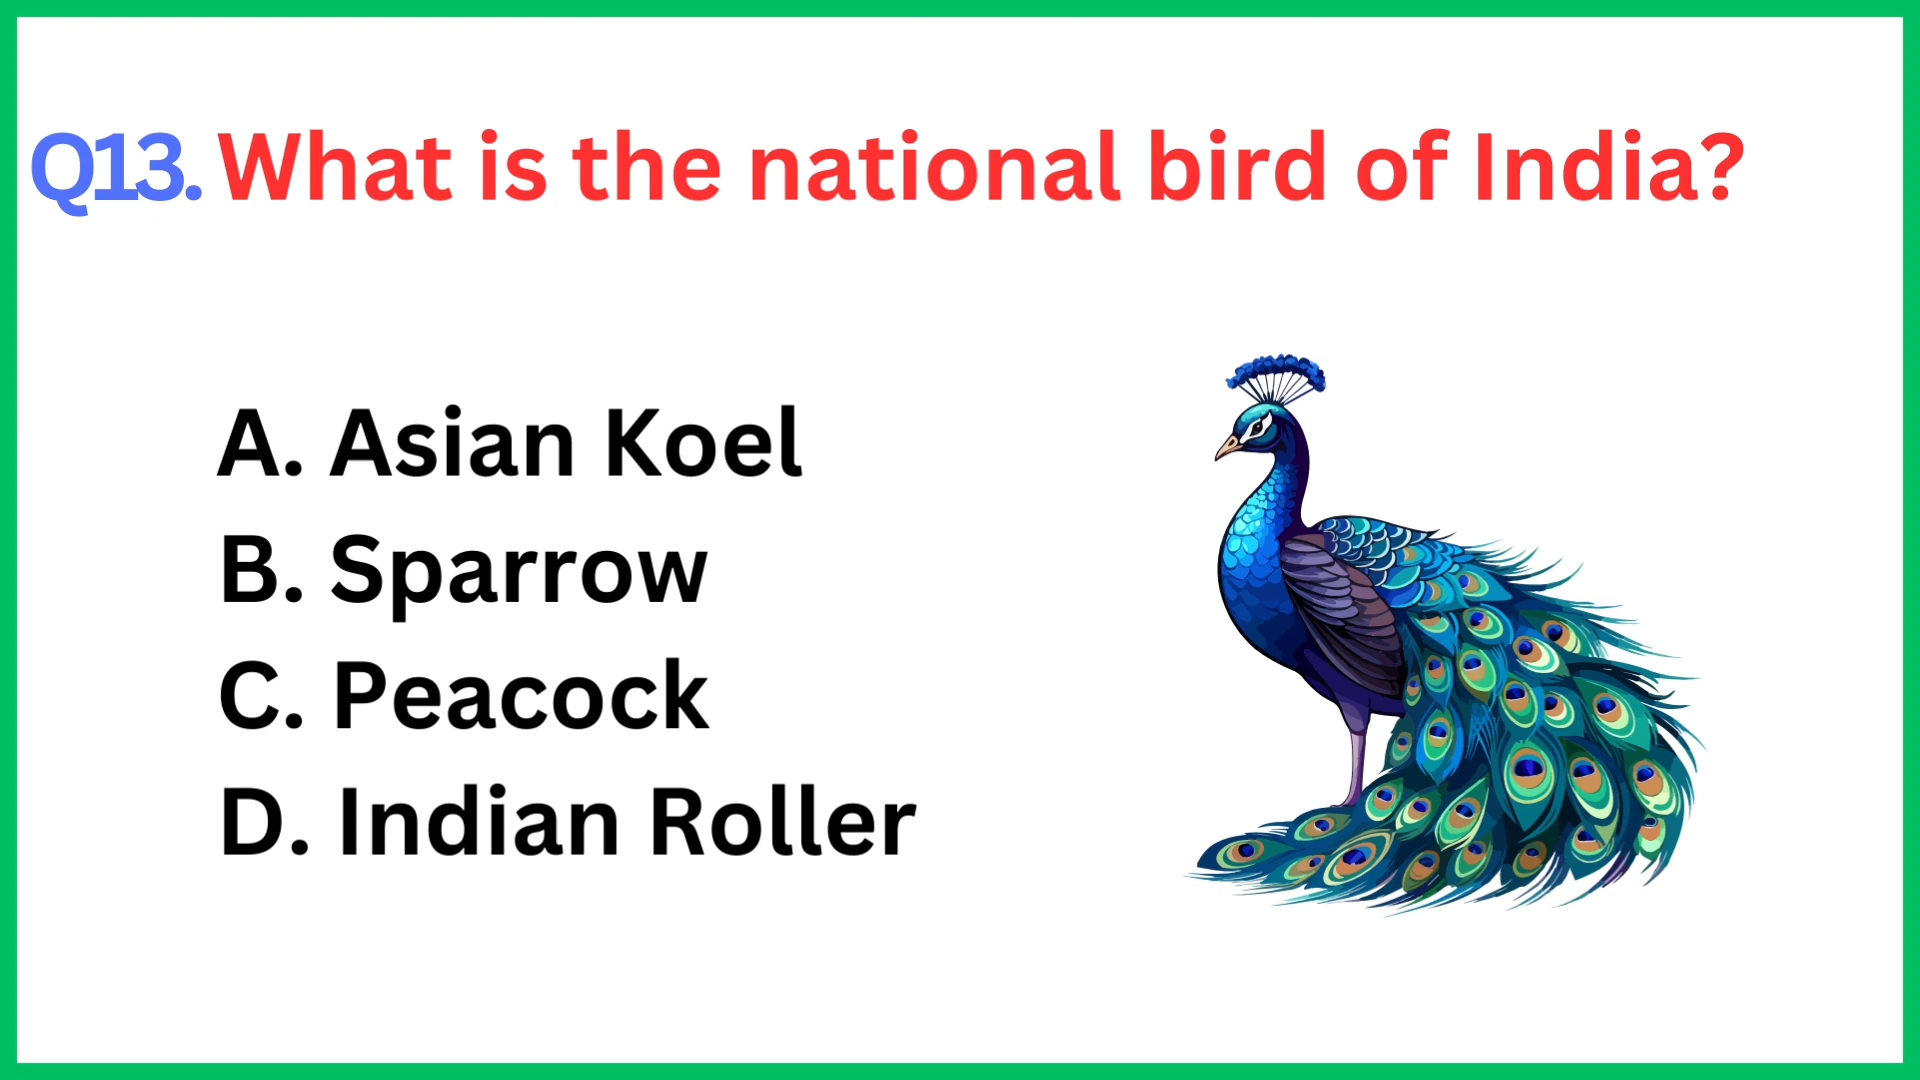 Q13. What is the national bird of India?
A. Asian Koel
B. Sparrow
C. Peacock
D. Indian Roller